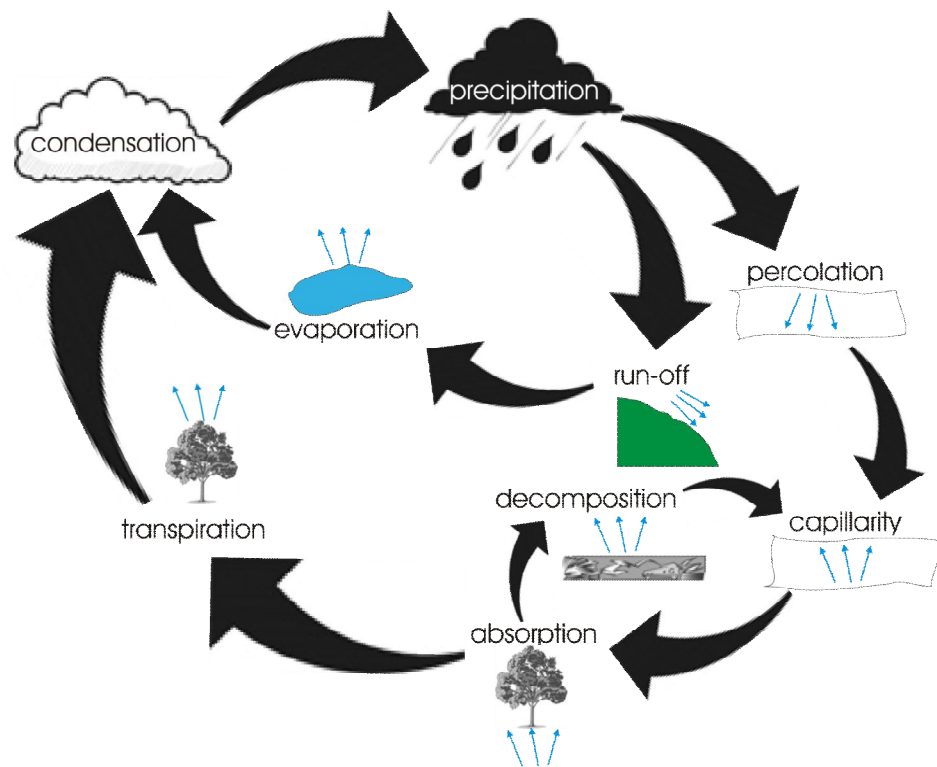 precipitation
condensation
percolation
evaporation
run-off
decomposition
transpiration
capillarity
absorption